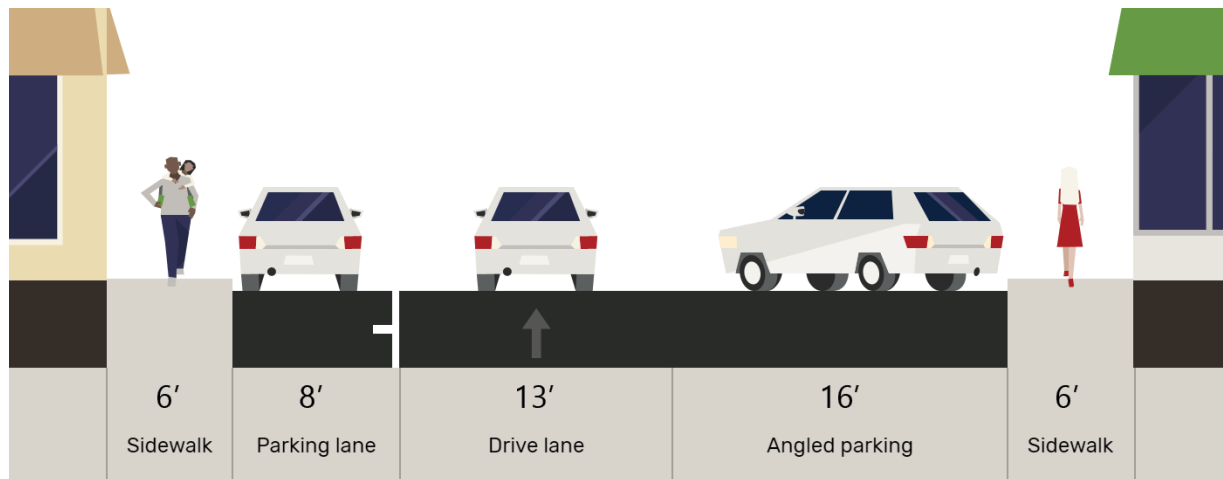 6′ 8′ 13′ 16′ 6′
Sidewalk Parking lane Drive lane Angled parking Sidewalk